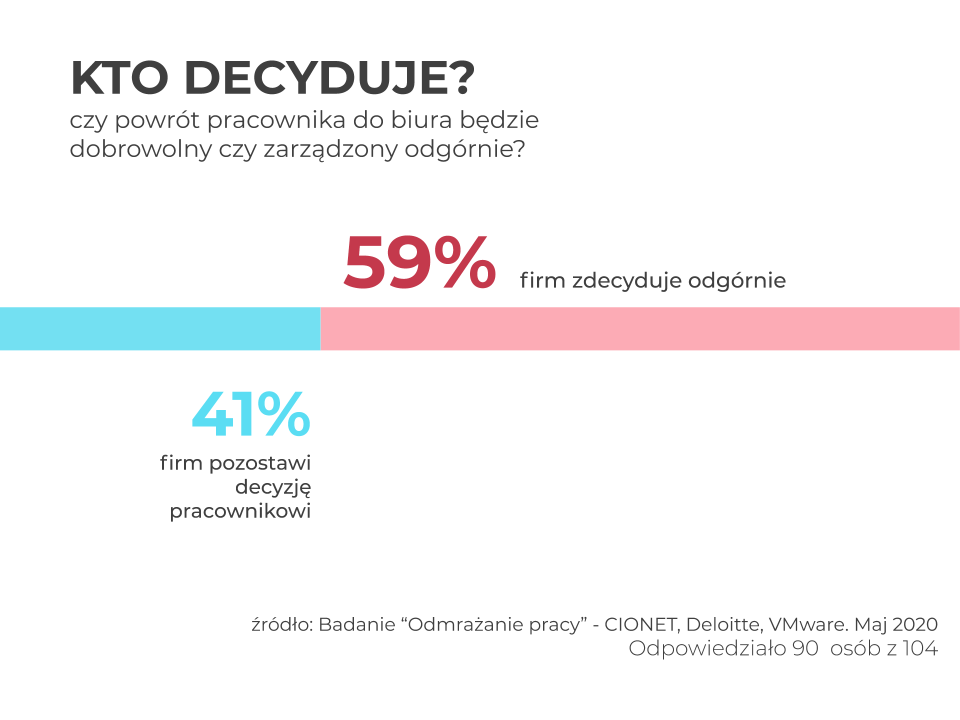 KTO DECYDUJE?
czy powrót pracownika do biura będzie
dobrowolny czy zarządzony odgórnie?
59% firm zdecyduje odgórnie
41%
firm pozostawi
decyzję
pracownikowi
źródło: Badanie “Odmrażanie pracy” - CIONET, Deloitte, VMware. Maj 2020
Odpowiedziało 90 osób z 104